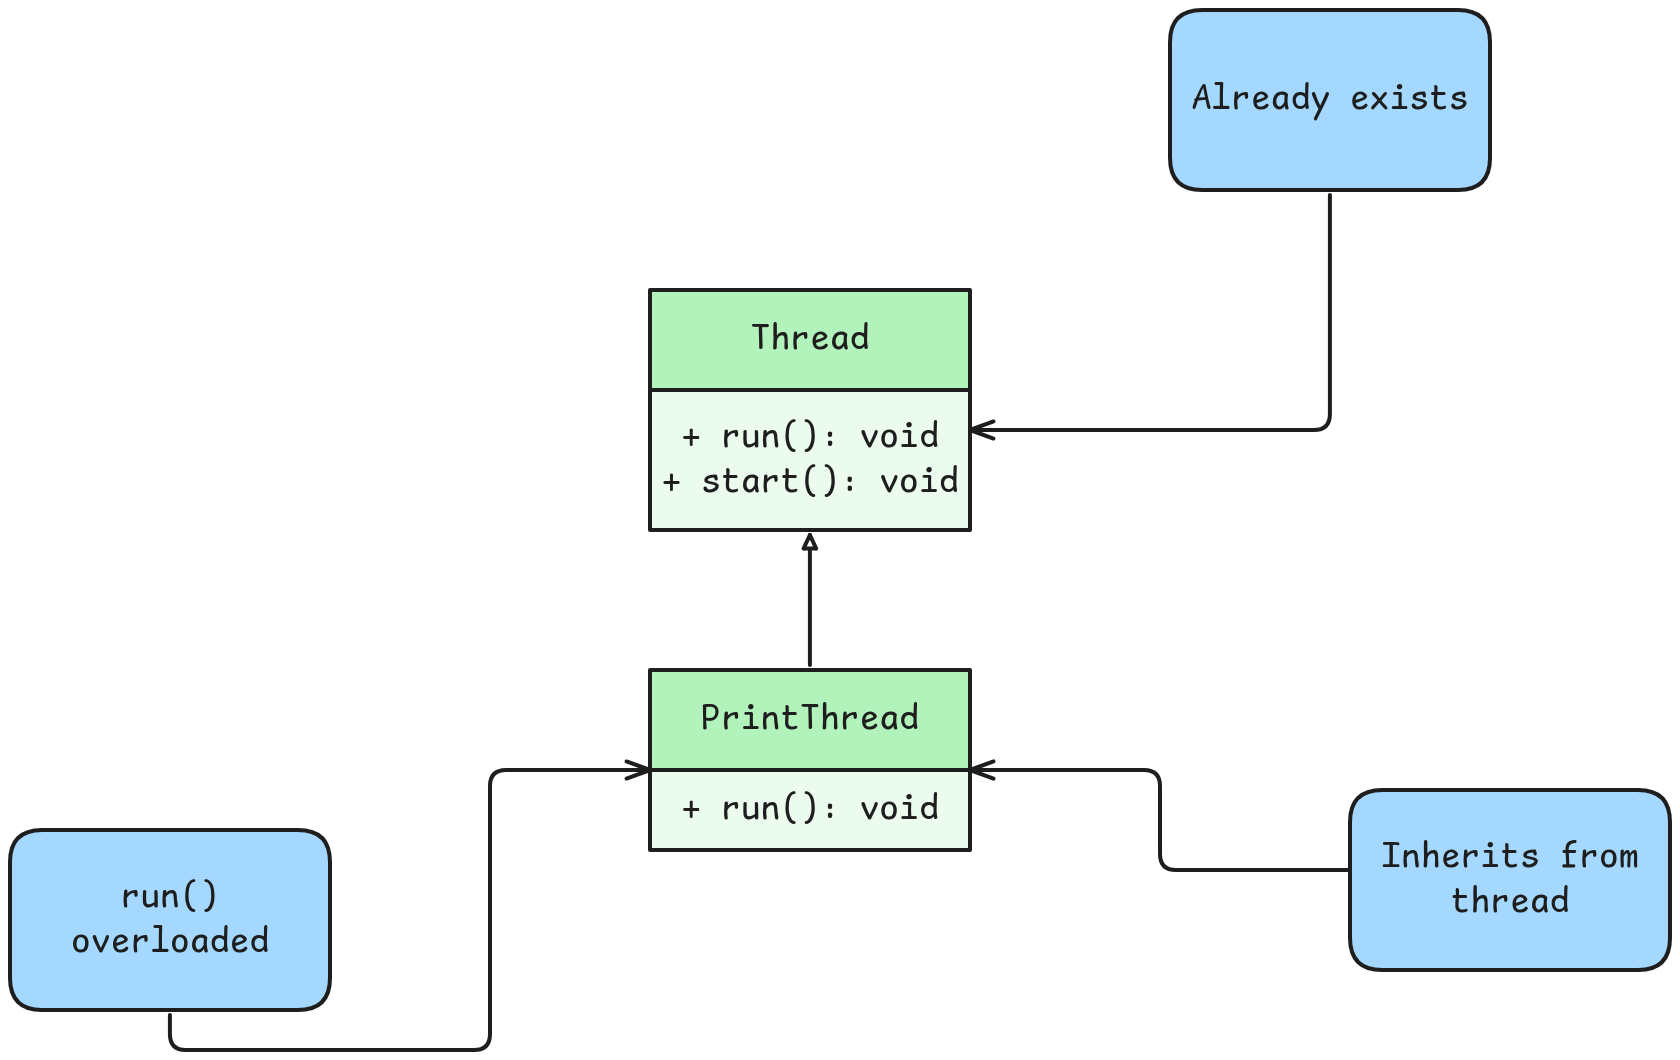 Already exists
Thread
+ run(): void
+ start(): void
PrintThread
+ run(): void
run()
overloaded
Inherits from
thread